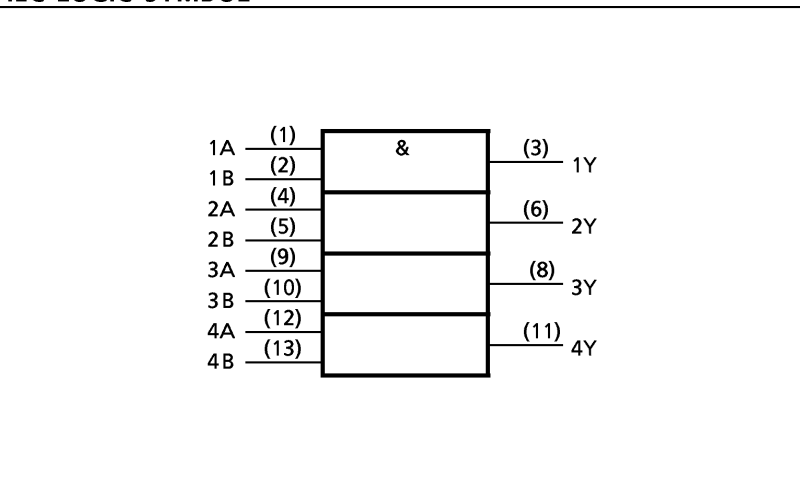 IEC LOGIC SYMBOL
1A (1) & (3) 1Y
1B (2)
2A (4) (6) 2Y
2B (5)
3A (9) (8) 3Y
3B (10)
4A (12) (11) 4Y
4B (13)